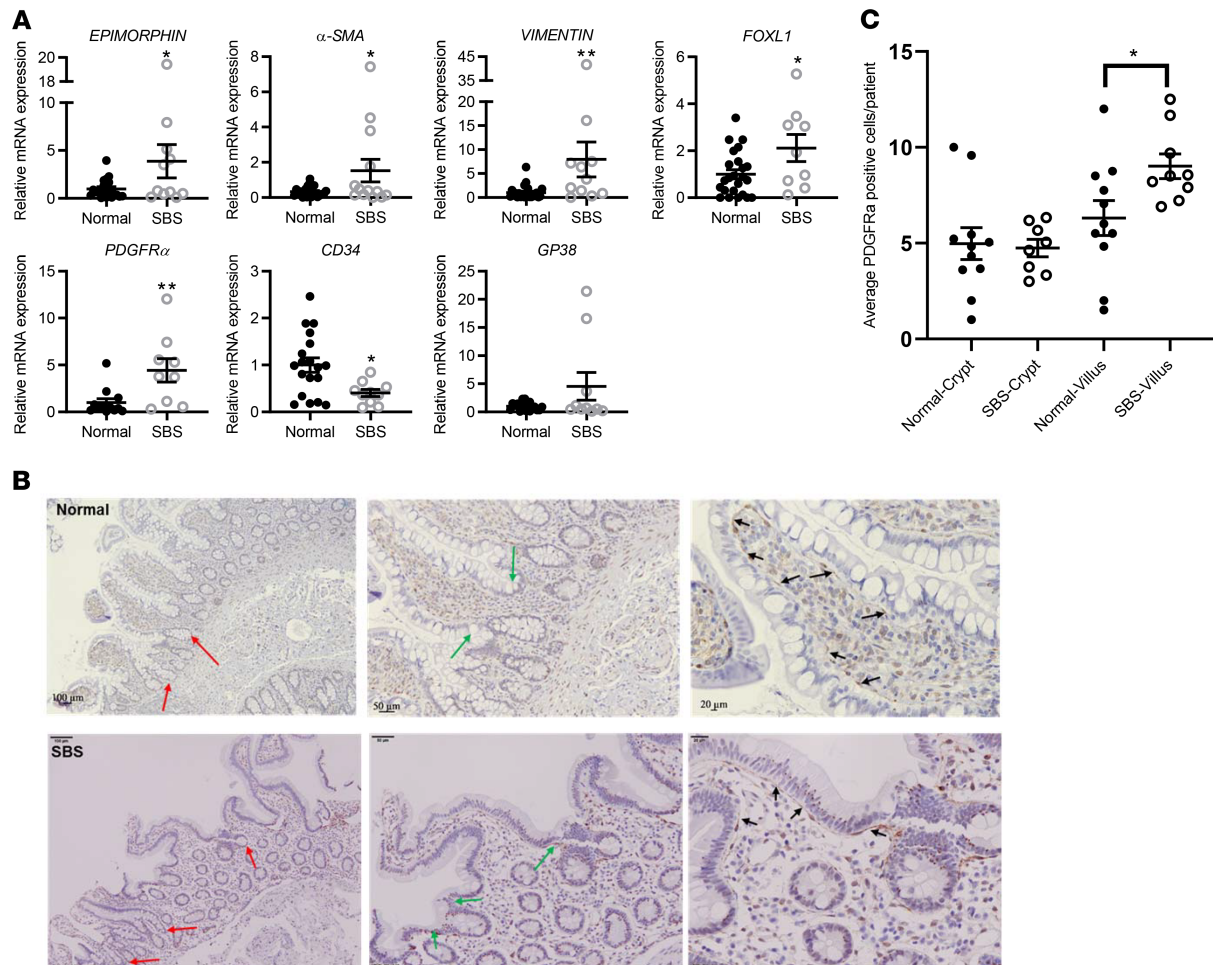 A
EPIMORPHIN
Relative mRNA expression
20
18
10
5
0
*
Normal
SBS
α-SMA
Relative mRNA expression
8
6
4
2
0
*
Normal
SBS
VIMENTIN
Relative mRNA expression
45
35
20
15
10
5
0
**
Normal
SBS
FOXL1
Relative mRNA expression
6
4
2
0
*
Normal
SBS
PDGFRα
Relative mRNA expression
15
10
5
0
**
Normal
SBS
CD34
Relative mRNA expression
3
2
1
0
*
Normal
SBS
GP38
Relative mRNA expression
25
20
15
10
5
0
Normal
SBS
C
Average PDGFRa positive cells/patient
15
10
5
0
*
Normal-Crypt
SBS-Crypt
Normal-Villus
SBS-Villus
B
Normal
100 µm
50 µm
20 µm
SBS